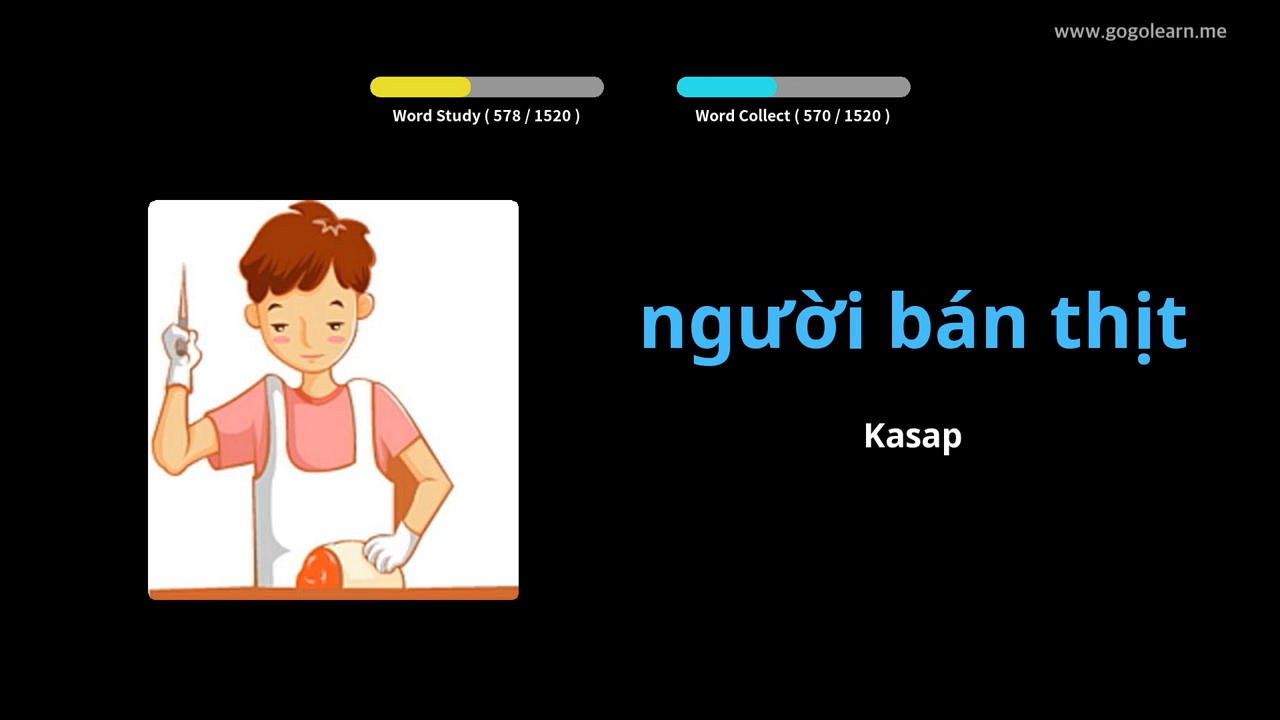 www.gogolearn.me
Word Study ( 578 / 1520 )
Word Collect ( 570 / 1520 )
người bán thịt
Kasap